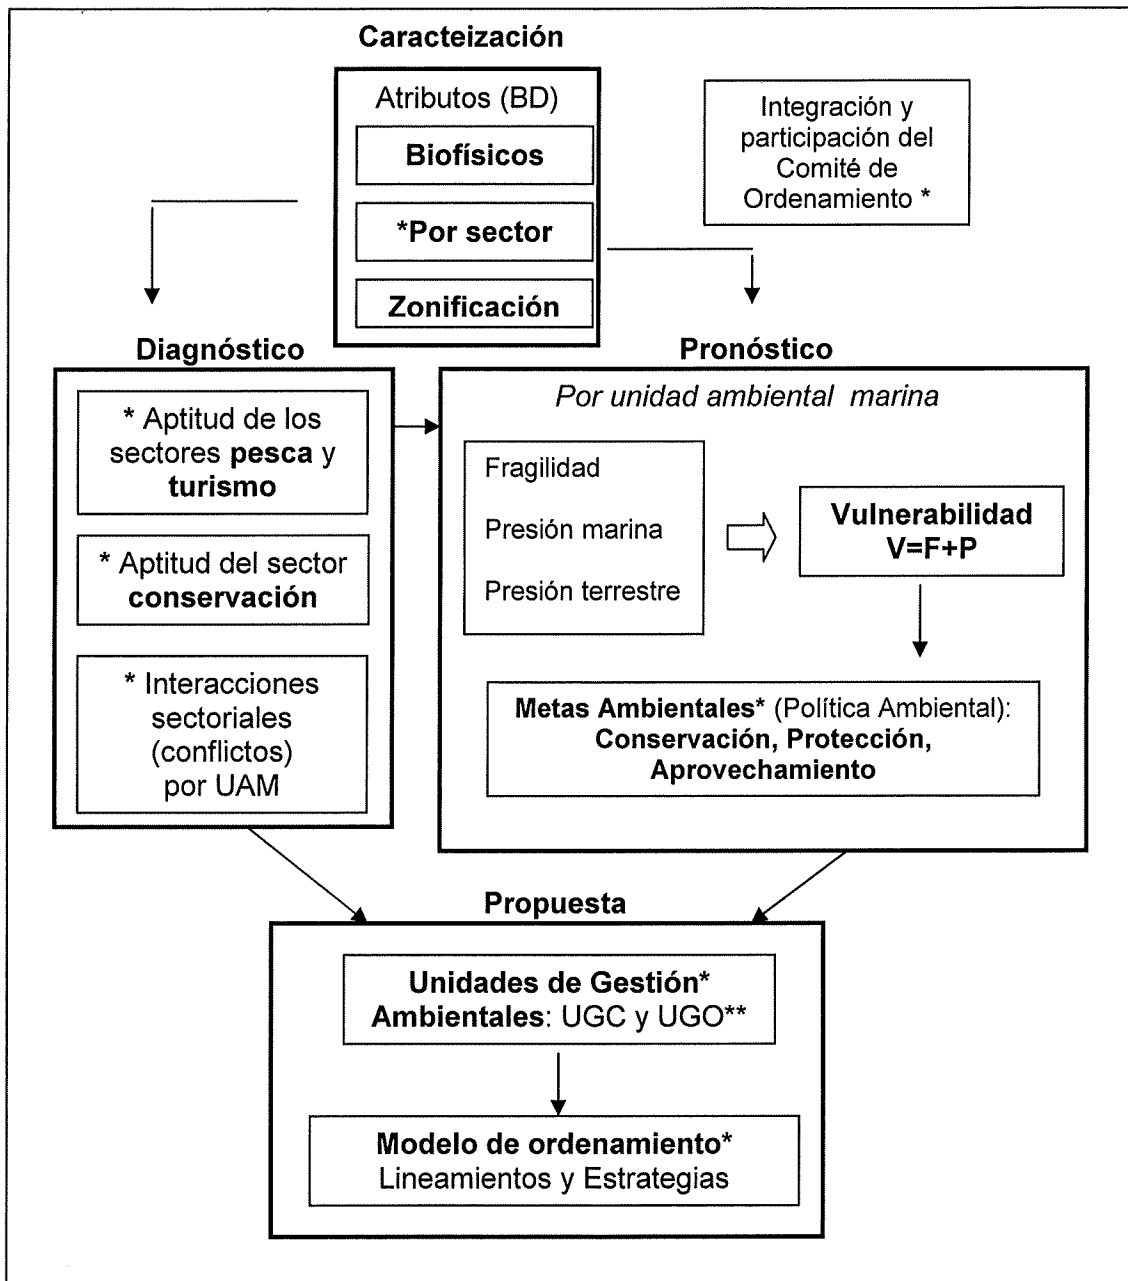 Caracteización
Atributos (BD)
Biofísicos
*Por sector
Zonificación
Integración y
participación del
Comité de
Ordenamiento *
Diagnóstico
* Aptitud de los
sectores pesca y
turismo
* Aptitud del sector
conservación
* Interacciones
sectoriales
(conflictos)
por UAM
Pronóstico
Por unidad ambiental marina
Fragilidad
Presión marina
Presión terrestre
Vulnerabilidad
V=F+P
Metas Ambientales* (Política Ambiental):
Conservación, Protección,
Aprovechamiento
Propuesta
Unidades de Gestión*
Ambientales: UGC y UGO**
Modelo de ordenamiento*
Lineamientos y Estrategias